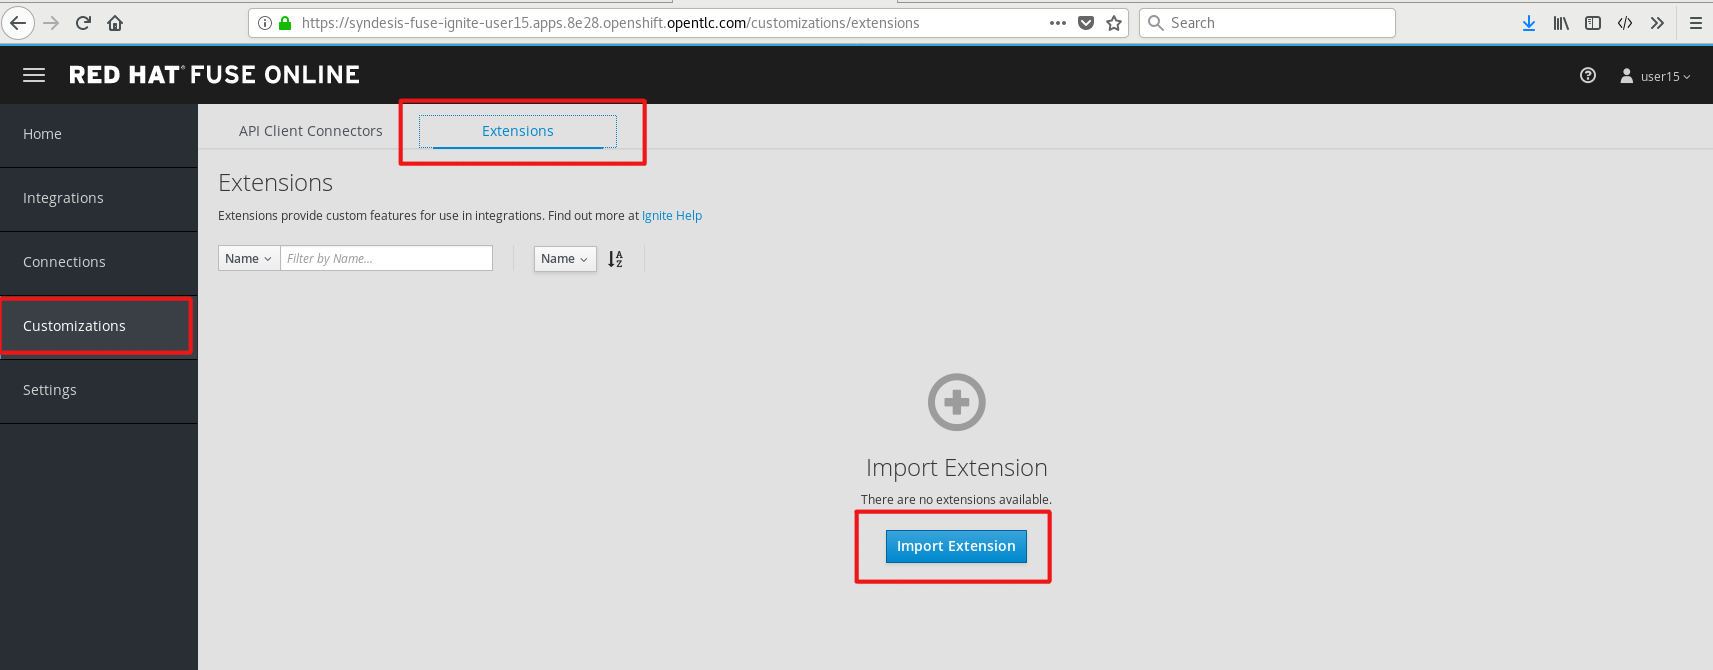 https://syndesis-fuse-ignite-user15.apps.8e28.openshift.opentlc.com/customizations/extensions
Search
RED HAT® FUSE ONLINE
user15
Home
Integrations
Connections
Customizations
Settings
API Client Connectors
Extensions
Extensions
Extensions provide custom features for use in integrations. Find out more at Ignite Help
Name
Filter by Name...
Name
A
Z
Import Extension
There are no extensions available.
Import Extension